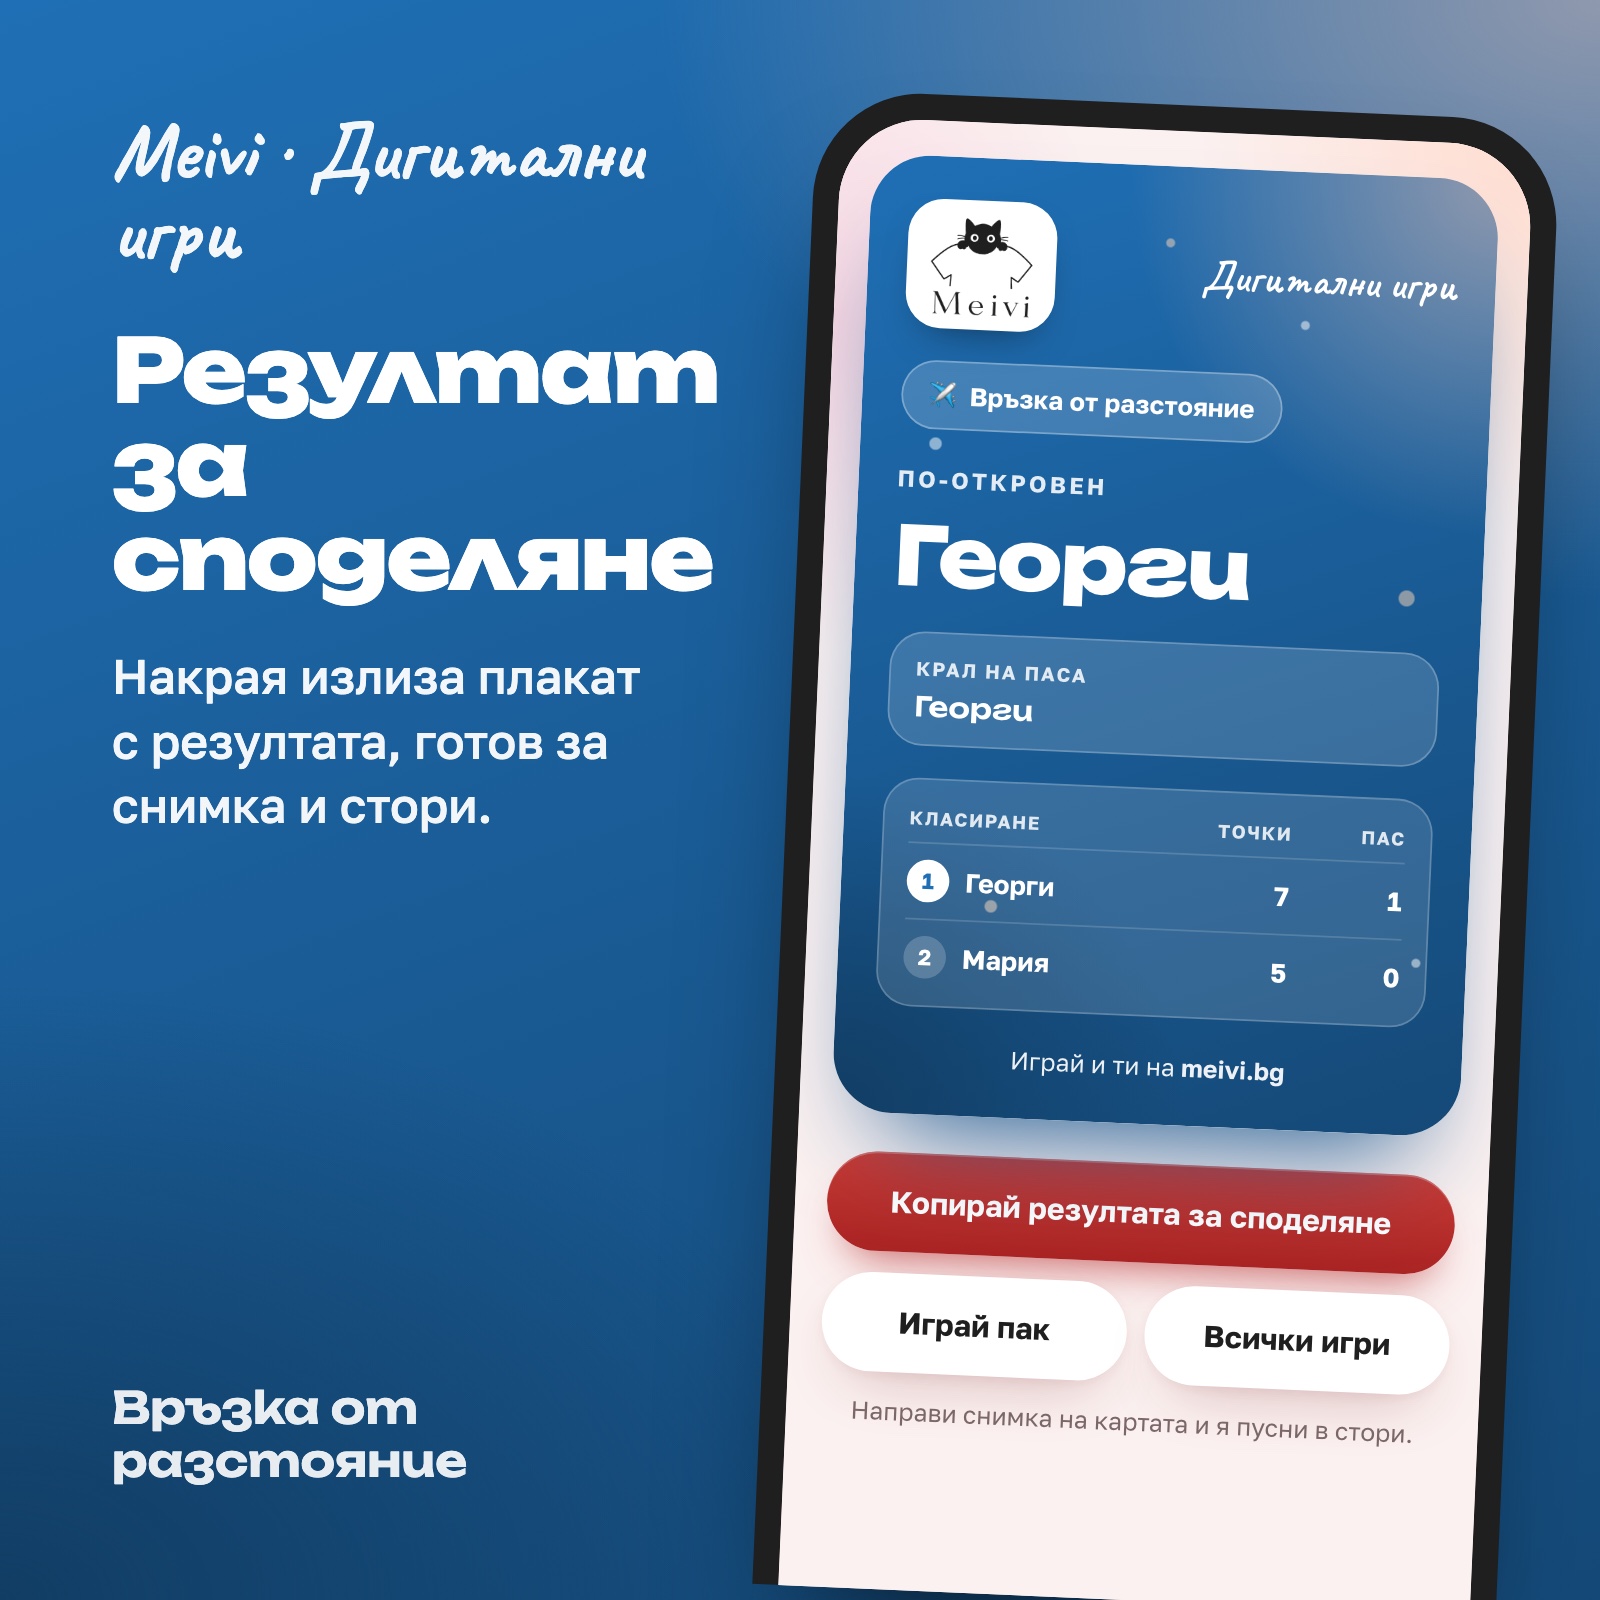 Meivi · Дигитални
игри
Резултат
за
споделяне
Накрая излиза плакат
с резултата, готов за
снимка и стори.
Връзка от
разстояние
Meivi
Дигитални игри
Връзка от разстояние
ПО-ОТКРОВЕН
Георги
КРАЛ НА ПАСА
Георги
КЛАСИРАНЕ ТОЧКИ ПАС
1 Георги 7 1
2 Мария 5 0
Играй и ти на meivi.bg
Копирай резултата за споделяне
Играй пак Всички игри
Направи снимка на картата и я пусни в стори.